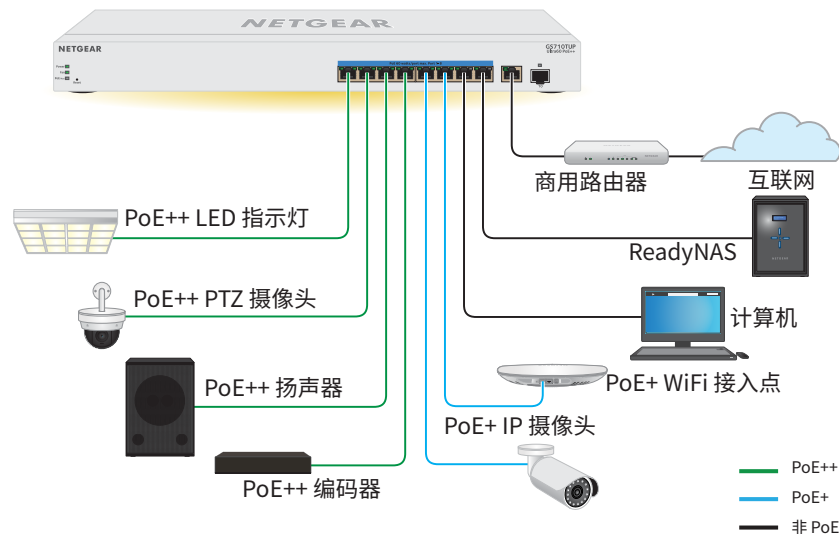 NETGEAR
NETGEAR
GS710TUP
Ultra60 PoE++
商用路由器
互联网
PoE++ LED 指示灯
ReadyNAS
PoE++ PTZ 摄像头
计算机
PoE++ 扬声器
PoE+ WiFi 接入点
PoE+ IP 摄像头
PoE++ 编码器
PoE++
PoE+
非 PoE